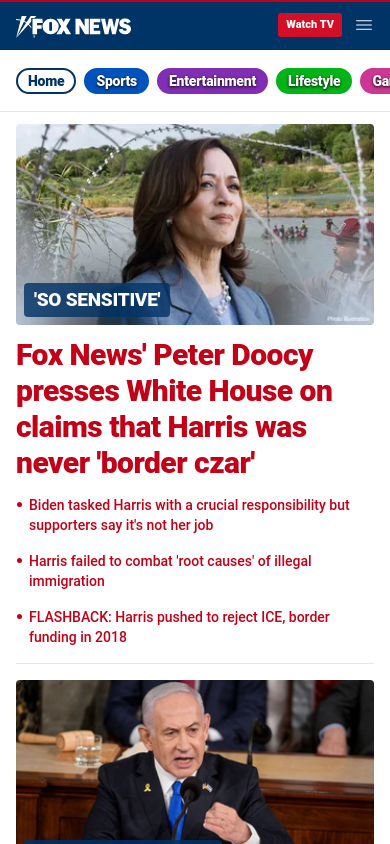 FOX NEWS
Watch TV
Home
Sports
Entertainment
Lifestyle
'SO SENSITIVE'
Photo Illustration
Fox News' Peter Doocy
presses White House on
claims that Harris was
never 'border czar'
• Biden tasked Harris with a crucial responsibility but
supporters say it's not her job
• Harris failed to combat 'root causes' of illegal
immigration
• FLASHBACK: Harris pushed to reject ICE, border
funding in 2018